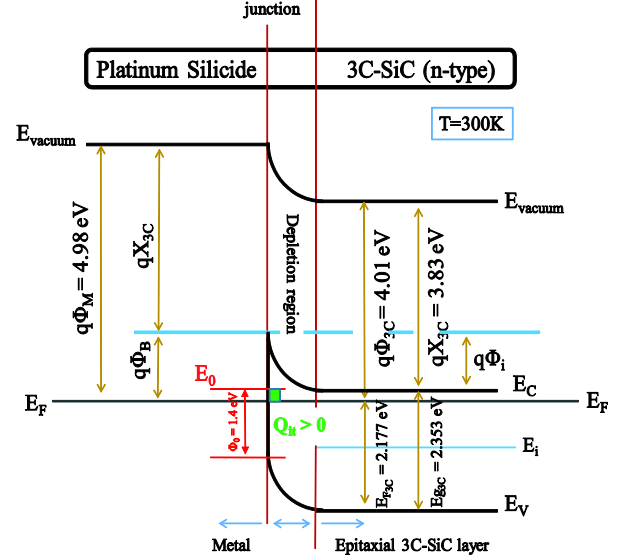 junction
Platinum Silicide
3C-SiC (n-type)
T=300K
E_vacuum
E_vacuum
qΦ_M = 4.98 eV
qX_3C
Depletion region
qΦ_3C = 4.01 eV
qX_3C = 3.83 eV
qΦ_B
qΦ_i
E_0
E_C
E_F
E_F
Φ_0 = 1.4 eV
Q_it > 0
E_F3C = 2.177 eV
Eg_3C = 2.353 eV
E_i
E_V
Metal
Epitaxial 3C-SiC layer